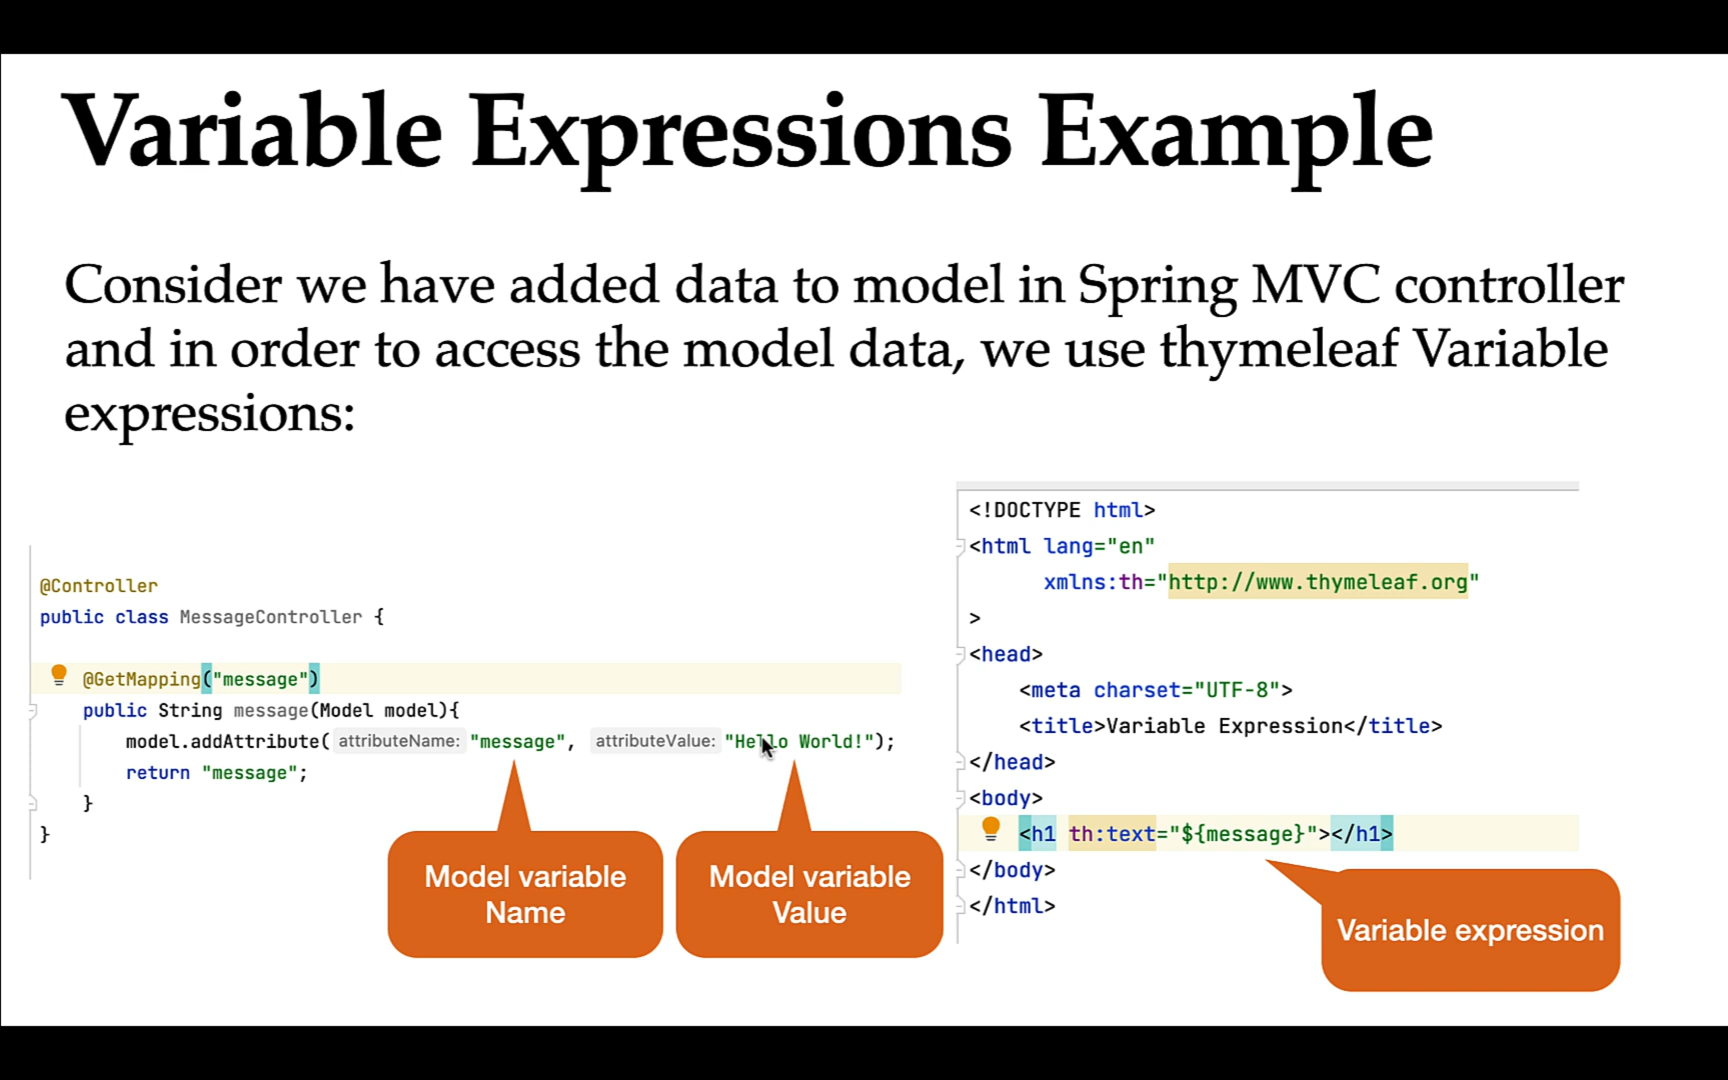 Variable Expressions Example
Consider we have added data to model in Spring MVC controller
and in order to access the model data, we use thymeleaf Variable
expressions:
@Controller
public class MessageController {
@GetMapping("message")
public String message(Model model){
model.addAttribute( attributeName: "message", attributeValue: "Hello World!");
return "message";
}
}
Model variable
Name
Model variable
Value
<!DOCTYPE html>
<html lang="en"
xmlns:th="http://www.thymeleaf.org"
>
<head>
<meta charset="UTF-8">
<title>Variable Expression</title>
</head>
<body>
<h1 th:text="${message}"></h1>
</body>
</html>
Variable expression